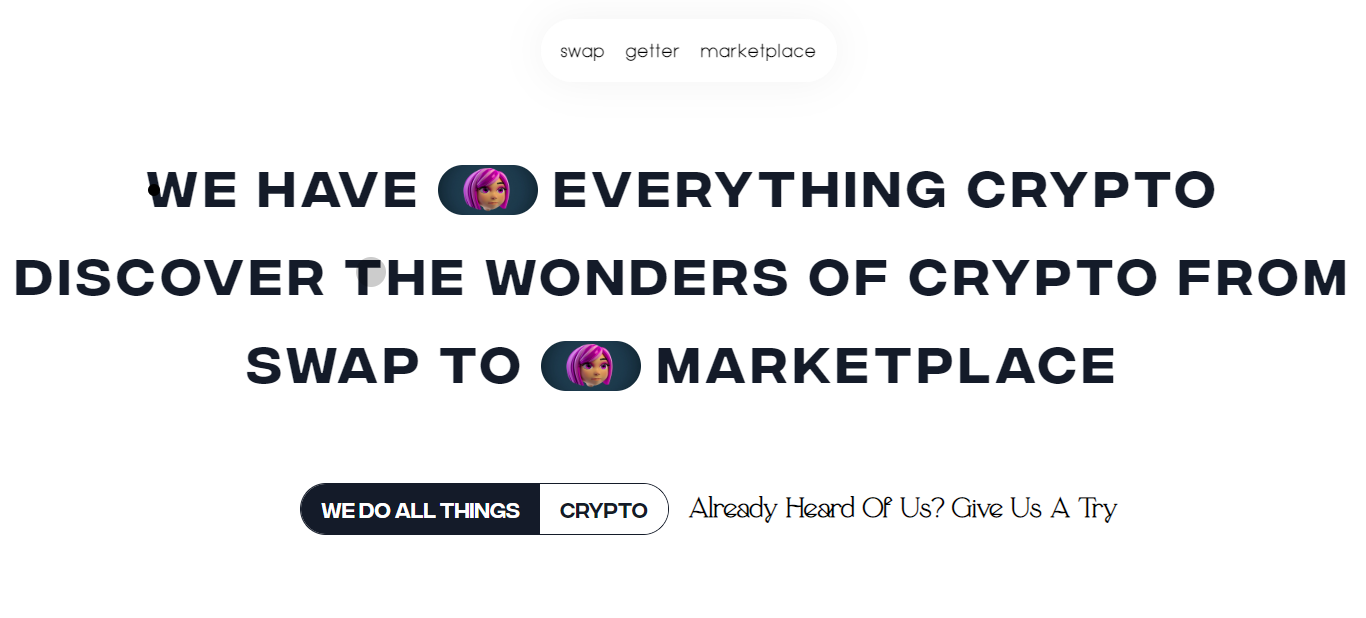 swap getter marketplace
WE HAVE EVERYTHING CRYPTO
DISCOVER THE WONDERS OF CRYPTO FROM
SWAP TO MARKETPLACE
WE DO ALL THINGS CRYPTO Already Heard Of Us? Give Us A Try